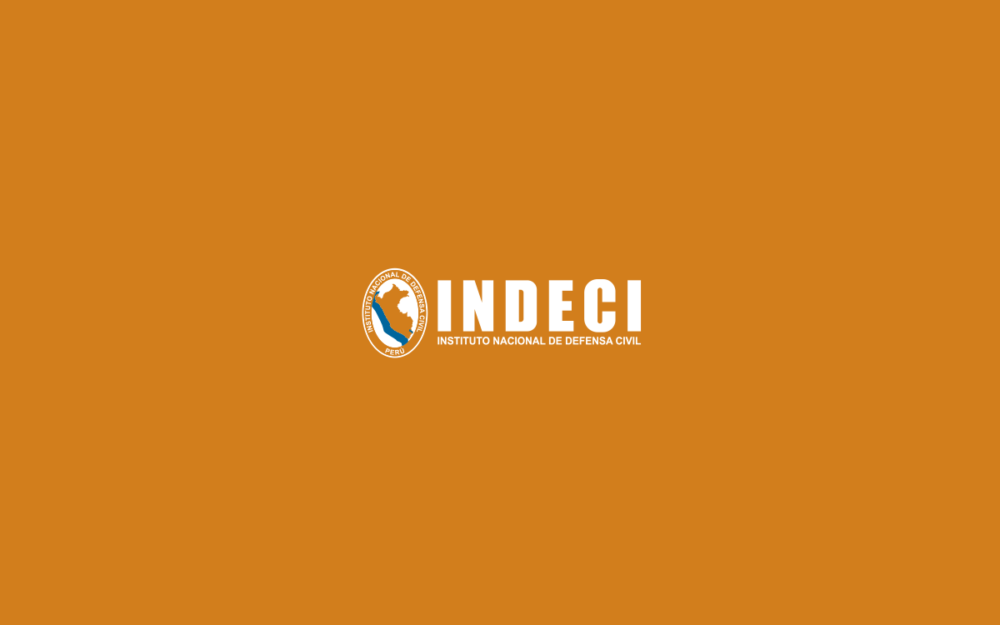 INSTITUTO NACIONAL DE DEFENSA CIVIL
PERÚ
INDECI
INSTITUTO NACIONAL DE DEFENSA CIVIL